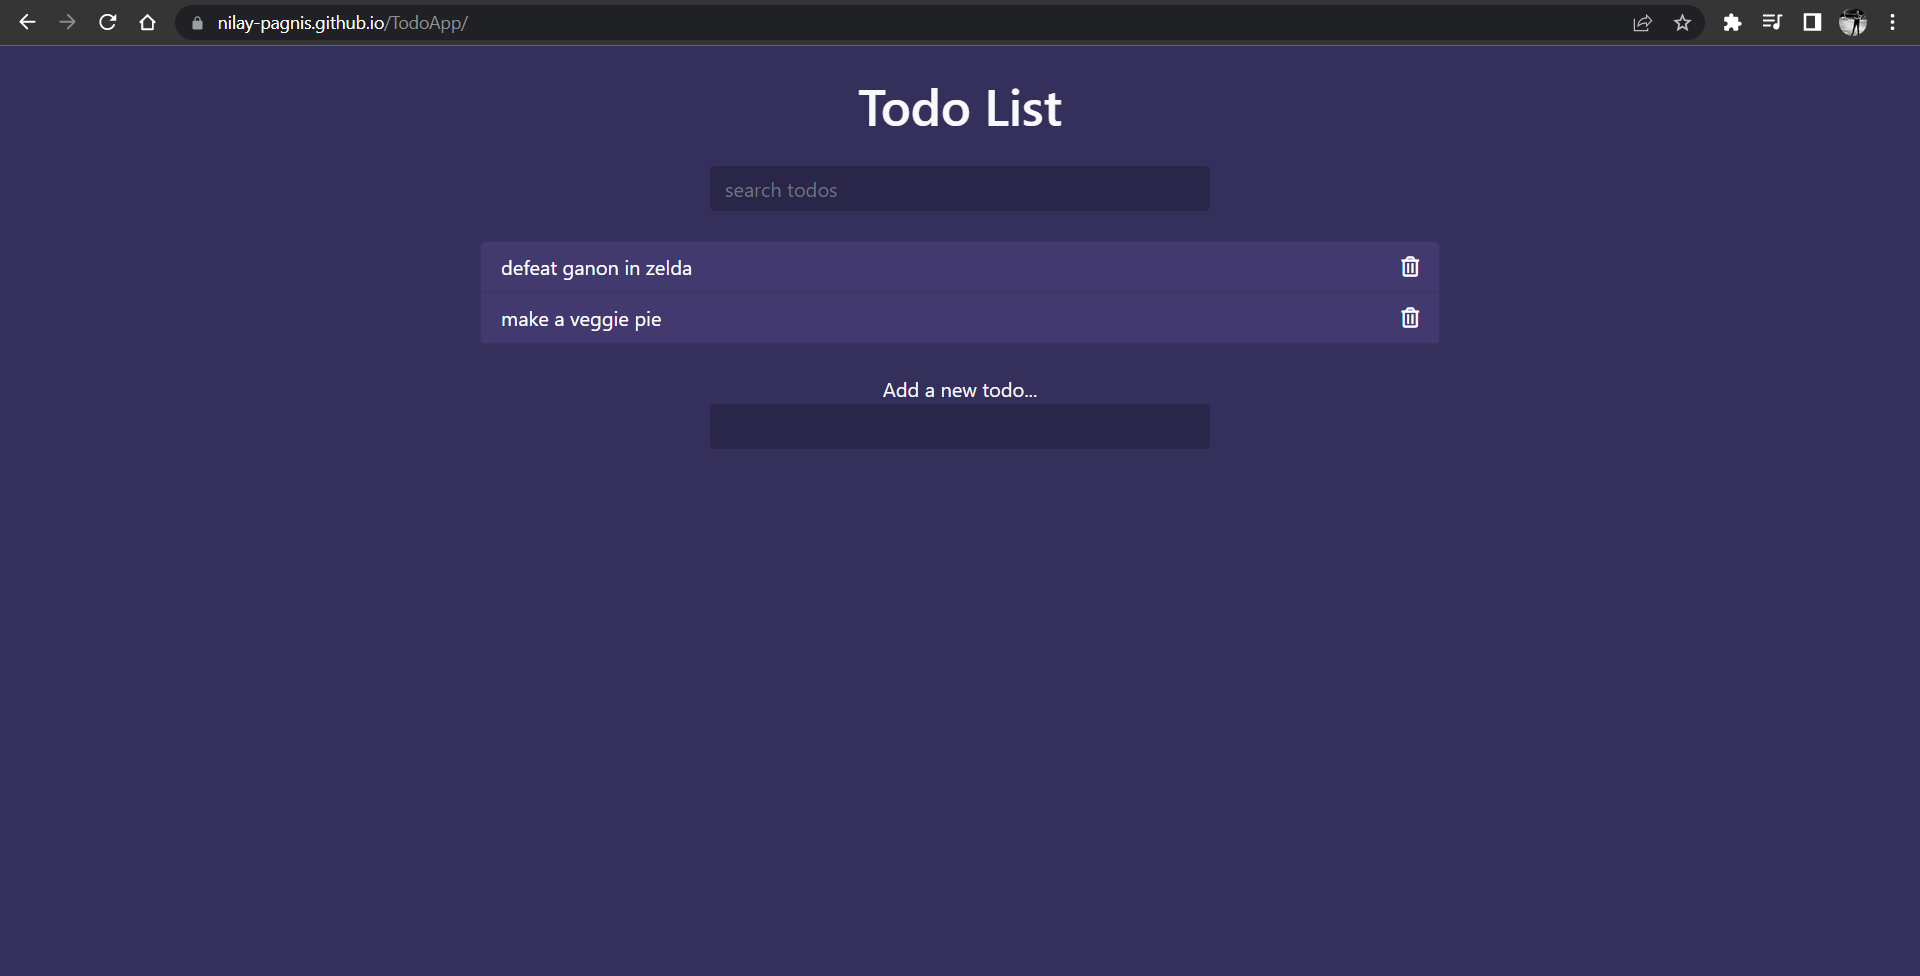 nilay-pagnis.github.io/TodoApp/
Todo List
search todos
defeat ganon in zelda
make a veggie pie
Add a new todo...